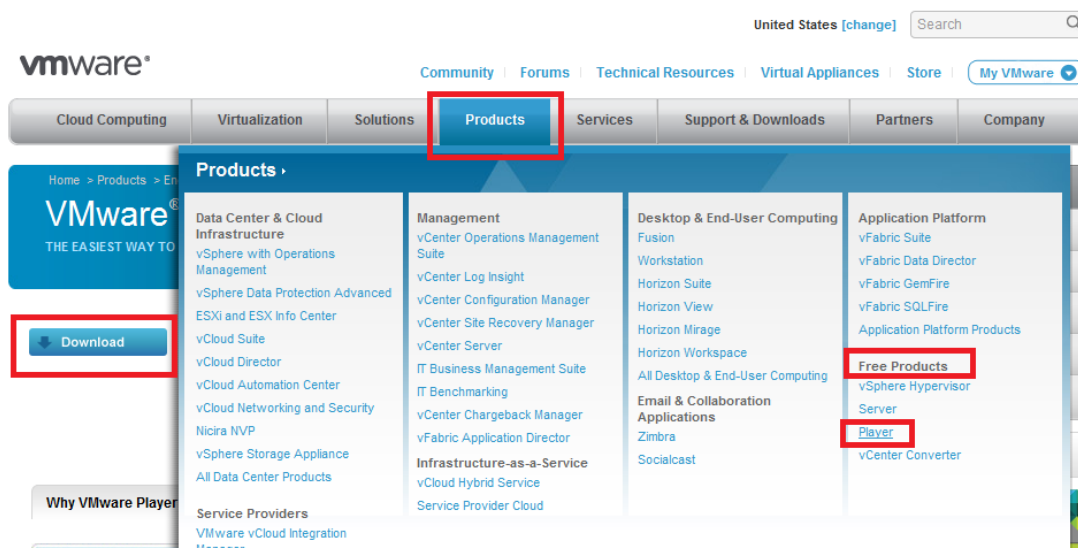 United States [change]
Search
vmware®
Community
Forums
Technical Resources
Virtual Appliances
Store
My VMware
Cloud Computing
Virtualization
Solutions
Products
Services
Support & Downloads
Partners
Company
Home > Products > En
VMware®
THE EASIEST WAY TO
Download
Why VMware Player
Products ›
Data Center & Cloud
Infrastructure
vSphere with Operations
Management
vSphere Data Protection Advanced
ESXi and ESX Info Center
vCloud Suite
vCloud Director
vCloud Automation Center
vCloud Networking and Security
Nicira NVP
vSphere Storage Appliance
All Data Center Products
Service Providers
VMware vCloud Integration
Manager
Management
vCenter Operations Management
Suite
vCenter Log Insight
vCenter Configuration Manager
vCenter Site Recovery Manager
vCenter Server
IT Business Management Suite
IT Benchmarking
vCenter Chargeback Manager
vFabric Application Director
Infrastructure-as-a-Service
vCloud Hybrid Service
Service Provider Cloud
Desktop & End-User Computing
Fusion
Workstation
Horizon Suite
Horizon View
Horizon Mirage
Horizon Workspace
All Desktop & End-User Computing
Email & Collaboration
Applications
Zimbra
Socialcast
Application Platform
vFabric Suite
vFabric Data Director
vFabric GemFire
vFabric SQLFire
Application Platform Products
Free Products
vSphere Hypervisor
Server
Player
vCenter Converter